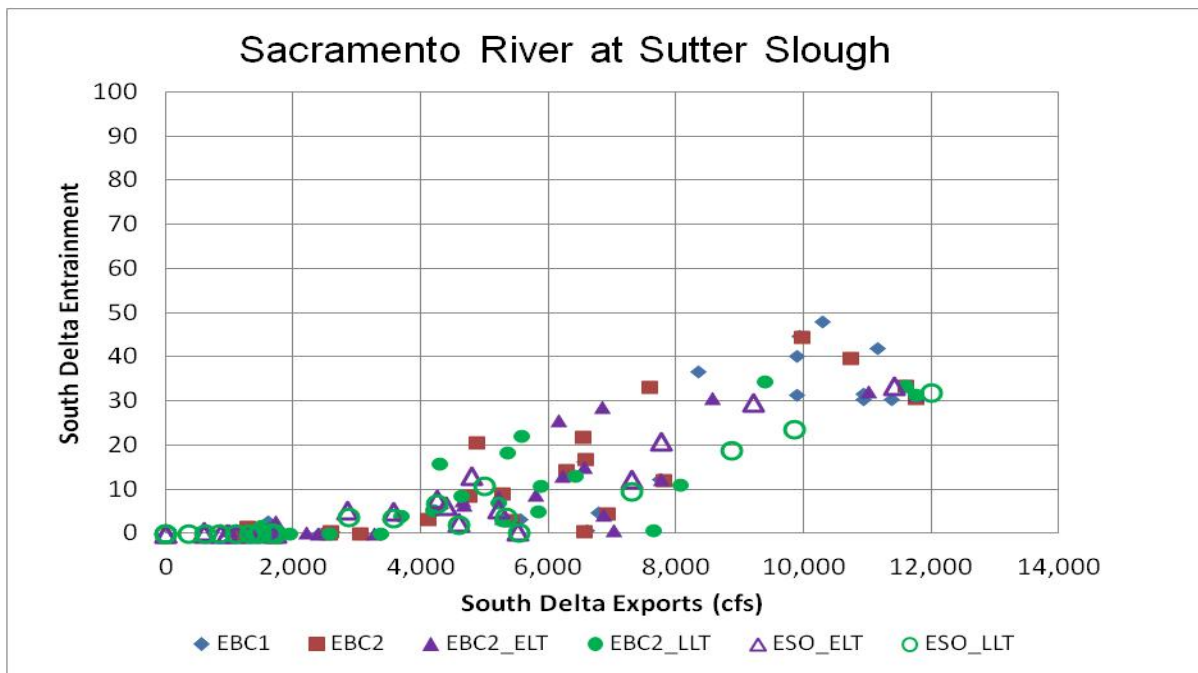 Sacramento River at Sutter Slough
100
90
80
70
60
50
40
30
20
10
0
South Delta Entrainment
0 2,000 4,000 6,000 8,000 10,000 12,000 14,000
South Delta Exports (cfs)
EBC1 EBC2 EBC2_ELT EBC2_LLT ESO_ELT ESO_LLT